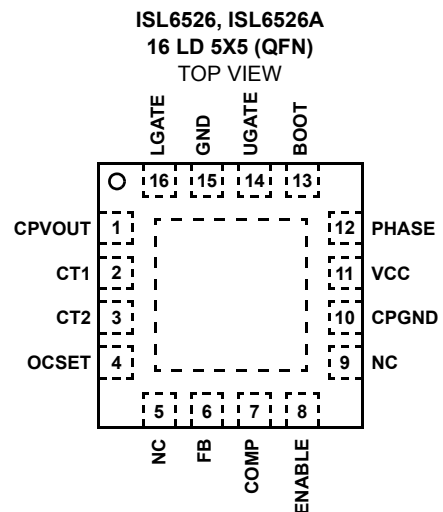 ISL6526, ISL6526A
16 LD 5X5 (QFN)
TOP VIEW
LGATE
GND
UGATE
BOOT
16
15
14
13
CPVOUT 1
12 PHASE
CT1 2
11 VCC
CT2 3
10 CPGND
OCSET 4
9 NC
5
6
7
8
NC
FB
COMP
ENABLE